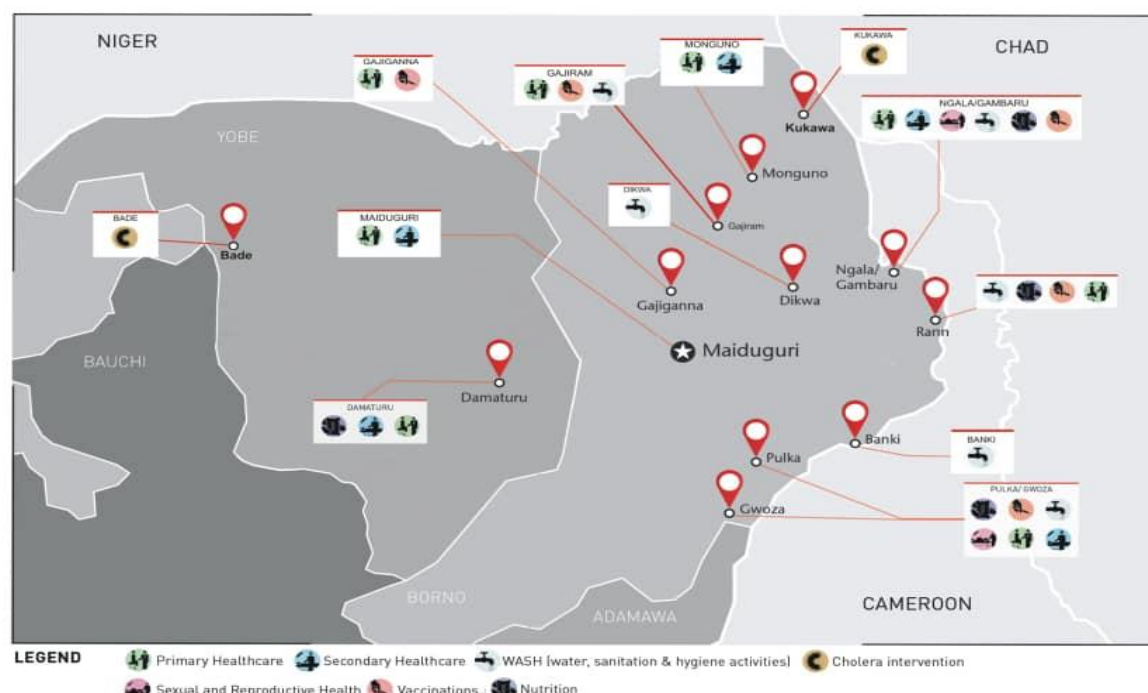 NIGER
CHAD
CAMEROON
YOBE
BAUCHI
BORNO
ADAMAWA
GAJIGANNA
GAJIRAM
MONGUNO
KUKAWA
NGALA/GAMBARU
DIKWA
BADE
MAIDUGURI
DAMATURU
BANKI
PULKA/ GWOZA
Kukawa
Monguno
Gajiram
Bade
Ngala/
Gambaru
Gajiganna
Dikwa
Rann
Maiduguri
Damaturu
Banki
Pulka
Gwoza
LEGEND
Primary Healthcare
Secondary Healthcare
WASH (water, sanitation & hygiene activities)
Cholera intervention
Sexual and Reproductive Health
Vaccinations
Nutrition